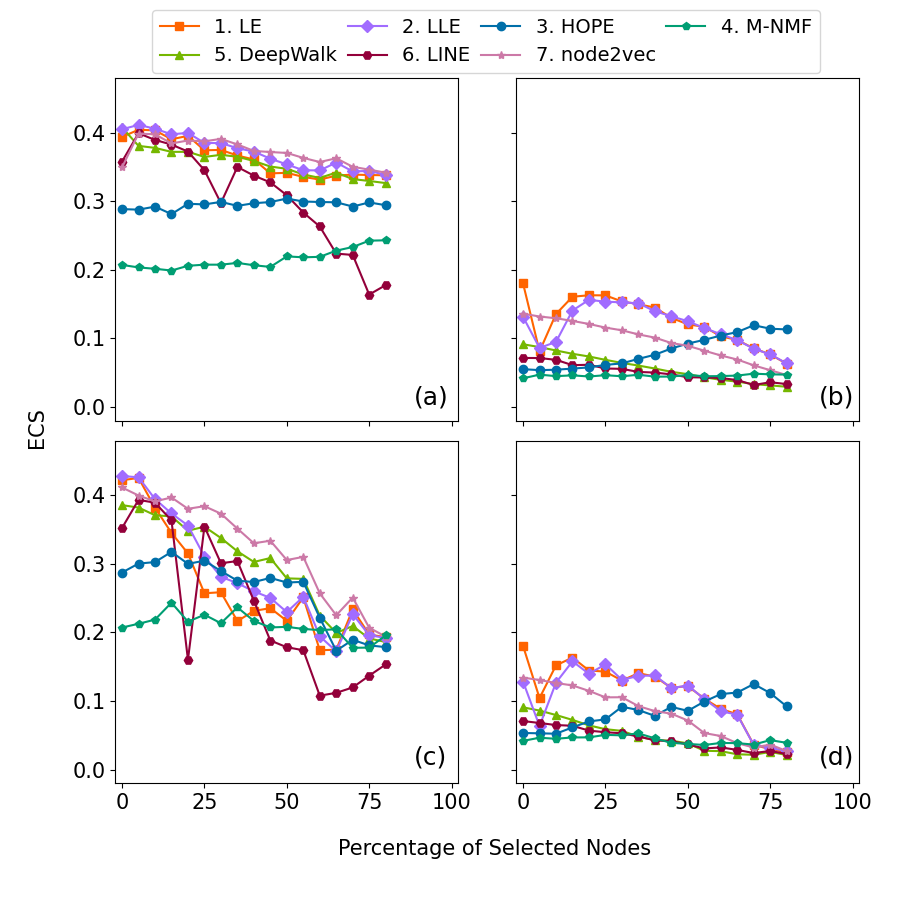 1. LE 2. LLE 3. HOPE 4. M-NMF
5. DeepWalk 6. LINE 7. node2vec
0.4
0.3
0.2
0.1
0.0
(a)
(b)
ECS
0.4
0.3
0.2
0.1
0.0
(c)
(d)
0 25 50 75 100 0 25 50 75 100
Percentage of Selected Nodes